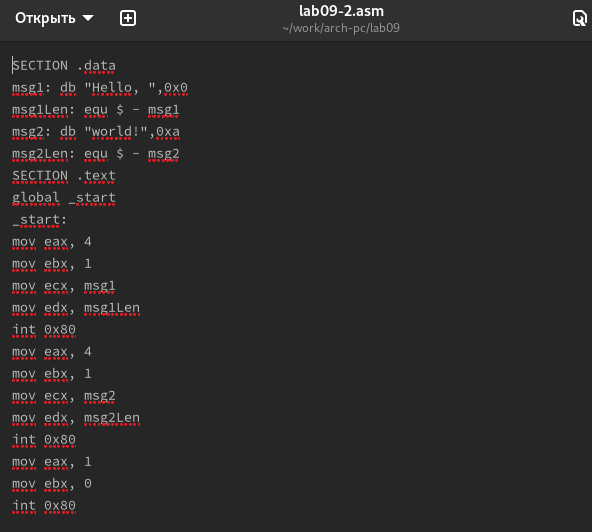 Открыть
lab09-2.asm
~/work/arch-pc/lab09
SECTION .data
msg1: db "Hello, ",0x0
msg1Len: equ $ - msg1
msg2: db "world!",0xa
msg2Len: equ $ - msg2
SECTION .text
global _start
_start:
mov eax, 4
mov ebx, 1
mov ecx, msg1
mov edx, msg1Len
int 0x80
mov eax, 4
mov ebx, 1
mov ecx, msg2
mov edx, msg2Len
int 0x80
mov eax, 1
mov ebx, 0
int 0x80